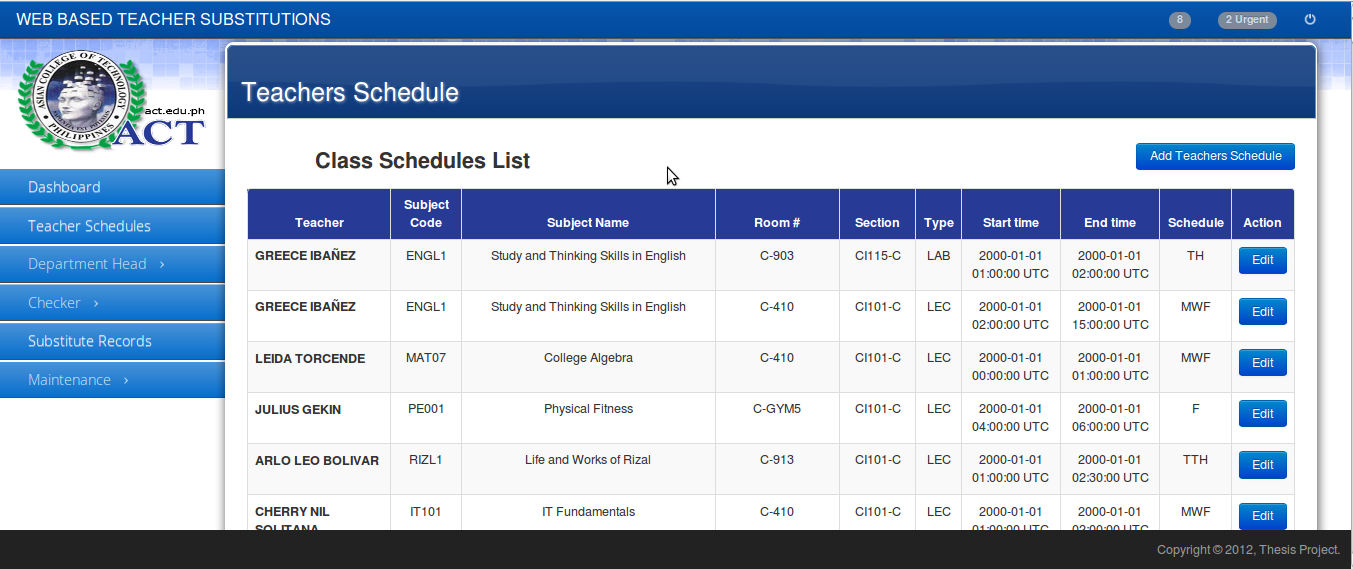 WEB BASED TEACHER SUBSTITUTIONS 8 2 Urgent
ASIAN COLLEGE OF TECHNOLOGY
PHILIPPINES
act.edu.ph
ACT
Dashboard
Teacher Schedules
Department Head ›
Checker ›
Substitute Records
Maintenance ›
Teachers Schedule
Class Schedules List
Add Teachers Schedule
Teacher Subject Code Subject Name Room # Section Type Start time End time Schedule Action
GREECE IBAÑEZ ENGL1 Study and Thinking Skills in English C-903 CI115-C LAB 2000-01-01 2000-01-01 TH Edit
01:00:00 UTC 02:00:00 UTC
GREECE IBAÑEZ ENGL1 Study and Thinking Skills in English C-410 CI101-C LEC 2000-01-01 2000-01-01 MWF Edit
02:00:00 UTC 15:00:00 UTC
LEIDA TORCENDE MAT07 College Algebra C-410 CI101-C LEC 2000-01-01 2000-01-01 MWF Edit
00:00:00 UTC 01:00:00 UTC
JULIUS GEKIN PE001 Physical Fitness C-GYM5 CI101-C LEC 2000-01-01 2000-01-01 F Edit
04:00:00 UTC 06:00:00 UTC
ARLO LEO BOLIVAR RIZL1 Life and Works of Rizal C-913 CI101-C LEC 2000-01-01 2000-01-01 TTH Edit
01:00:00 UTC 02:30:00 UTC
CHERRY NIL IT101 IT Fundamentals C-410 CI101-C LEC 2000-01-01 2000-01-01 MWF Edit
SOLITANA 01:00:00 UTC 02:00:00 UTC
Copyright © 2012, Thesis Project.